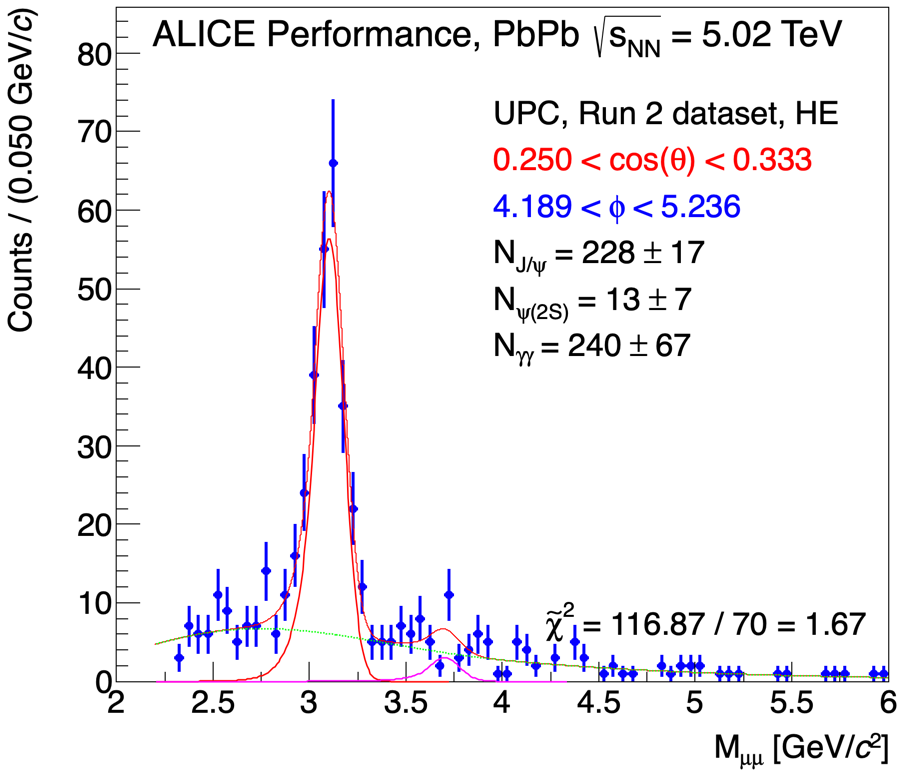 ALICE Performance, PbPb √sNN = 5.02 TeV
UPC, Run 2 dataset, HE
0.250 < cos(θ) < 0.333
4.189 < ϕ < 5.236
NJ/ψ = 228 ± 17
Nψ(2S) = 13 ± 7
Nγγ = 240 ± 67
χ̃² = 116.87 / 70 = 1.67
Counts / (0.050 GeV/c)
80
70
60
50
40
30
20
10
0
2 2.5 3 3.5 4 4.5 5 5.5 6
Mμμ [GeV/c²]